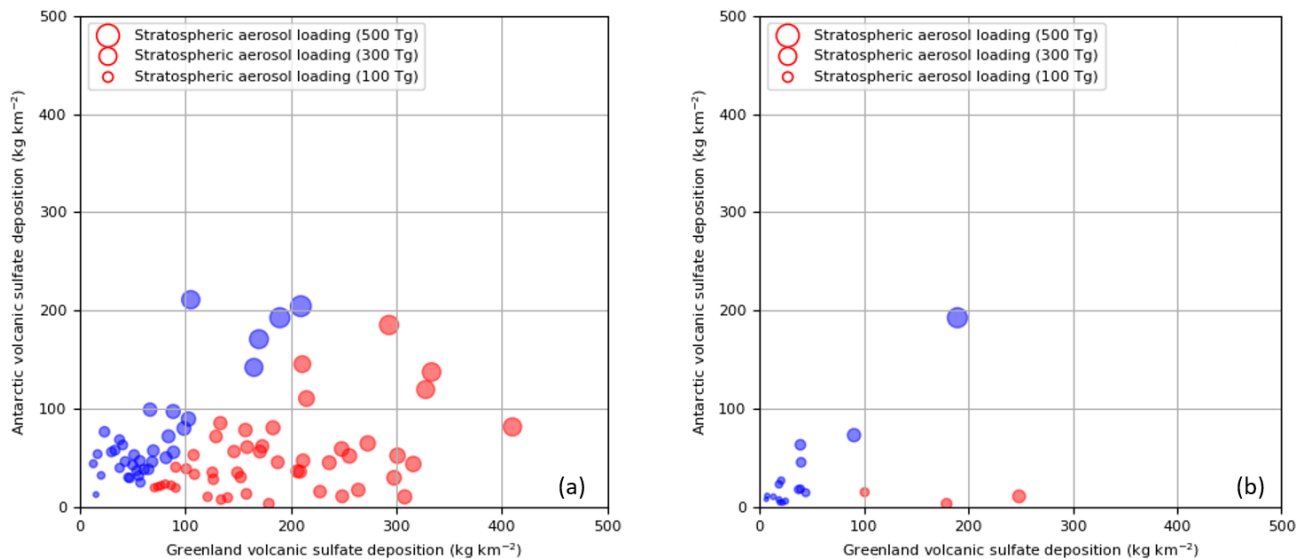 500
400
300
200
100
0
Antarctic volcanic sulfate deposition (kg km⁻²)
Stratospheric aerosol loading (500 Tg)
Stratospheric aerosol loading (300 Tg)
Stratospheric aerosol loading (100 Tg)
(a)
0 100 200 300 400 500
Greenland volcanic sulfate deposition (kg km⁻²)
500
400
300
200
100
0
Antarctic volcanic sulfate deposition (kg km⁻²)
Stratospheric aerosol loading (500 Tg)
Stratospheric aerosol loading (300 Tg)
Stratospheric aerosol loading (100 Tg)
(b)
0 100 200 300 400 500
Greenland volcanic sulfate deposition (kg km⁻²)